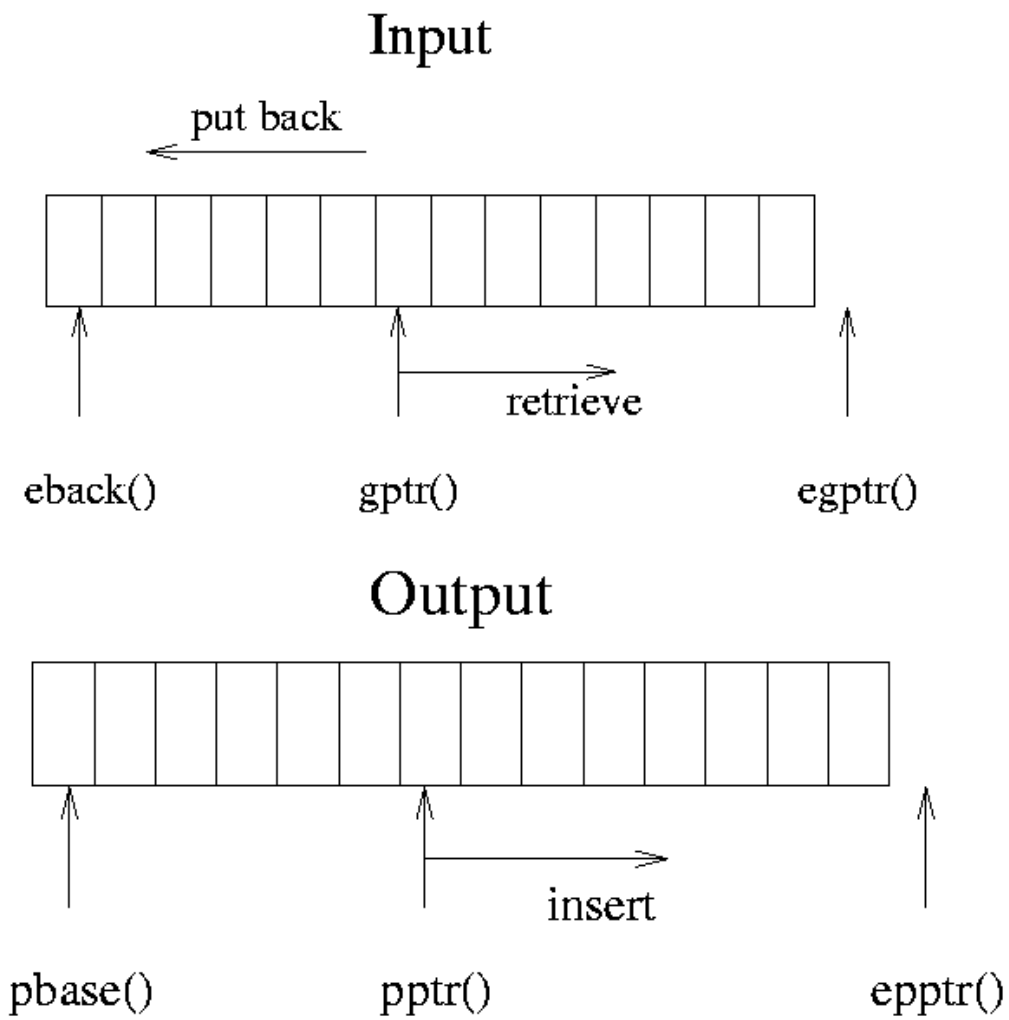 Input
put back
retrieve
eback() gptr() egptr()
Output
insert
pbase() pptr() epptr()